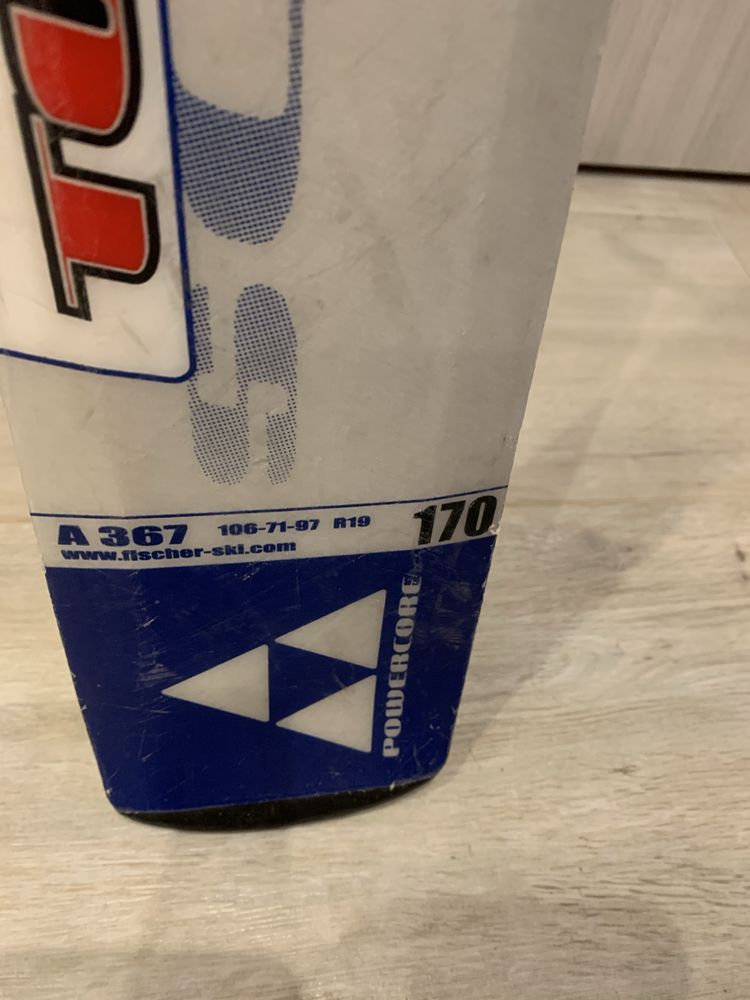 A 367 106-71-97 R19 170
www.fischer-ski.com
POWERCORE